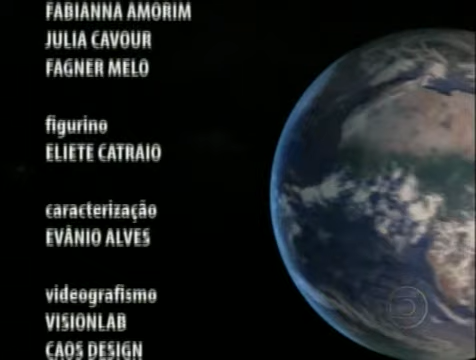 FABIANNA AMORIM
JULIA CAVOUR
FAGNER MELO
figurino
ELIETE CATRAIO
caracterização
EVÂNIO ALVES
videografismo
VISIONLAB
CAOS DESIGN